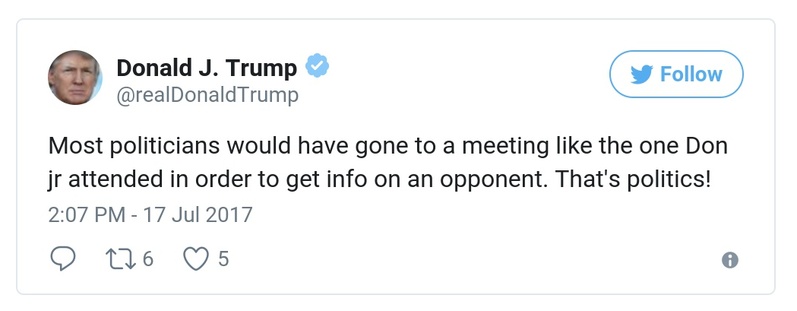 Donald J. Trump
@realDonaldTrump
Follow
Most politicians would have gone to a meeting like the one Don
jr attended in order to get info on an opponent. That's politics!
2:07 PM - 17 Jul 2017
6 5